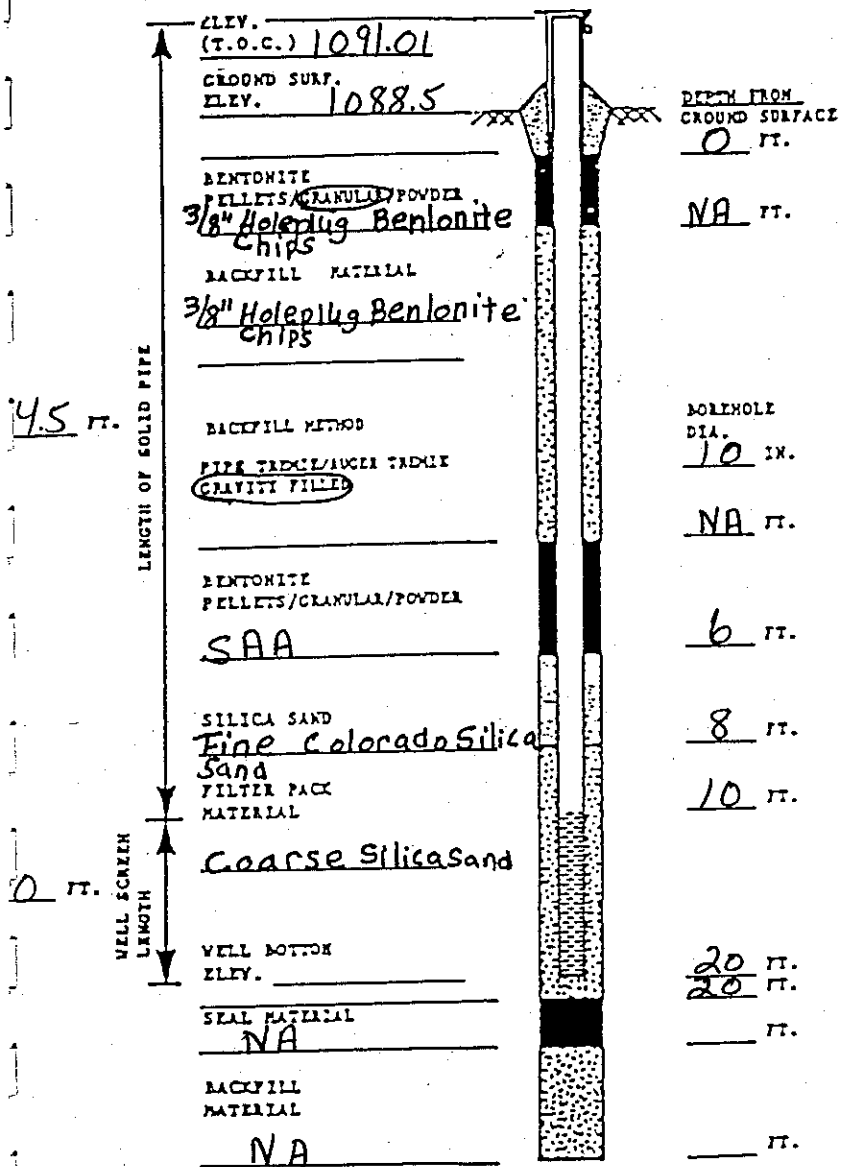 ELEV.
(T.O.C.) 1091.01
GROUND SURF.
ELEV. 1088.5
DEPTH FROM
GROUND SURFACE
0 FT.
BENTONITE
PELLETS/GRANULAR/POWDER
3/8" Holeplug Benlonite
Chips
NA FT.
BACKFILL MATERIAL
3/8" Holeplug Benlonite
Chips
LENGTH OF SOLID PIPE
4.5 FT.
BACKFILL METHOD
PIPE TREMIE/AUGER TREMIE
GRAVITY FILLED
BOREHOLE
DIA.
10 IN.
NA FT.
BENTONITE
PELLETS/GRANULAR/POWDER
SAA
6 FT.
SILICA SAND
Fine Colorado Silica
Sand
8 FT.
FILTER PACK
MATERIAL
10 FT.
Coarse Silica Sand
WELL SCREEN
LENGTH
0 FT.
WELL BOTTOM
ELEV.
20 FT.
20 FT.
SEAL MATERIAL
NA
FT.
BACKFILL
MATERIAL
NA
FT.